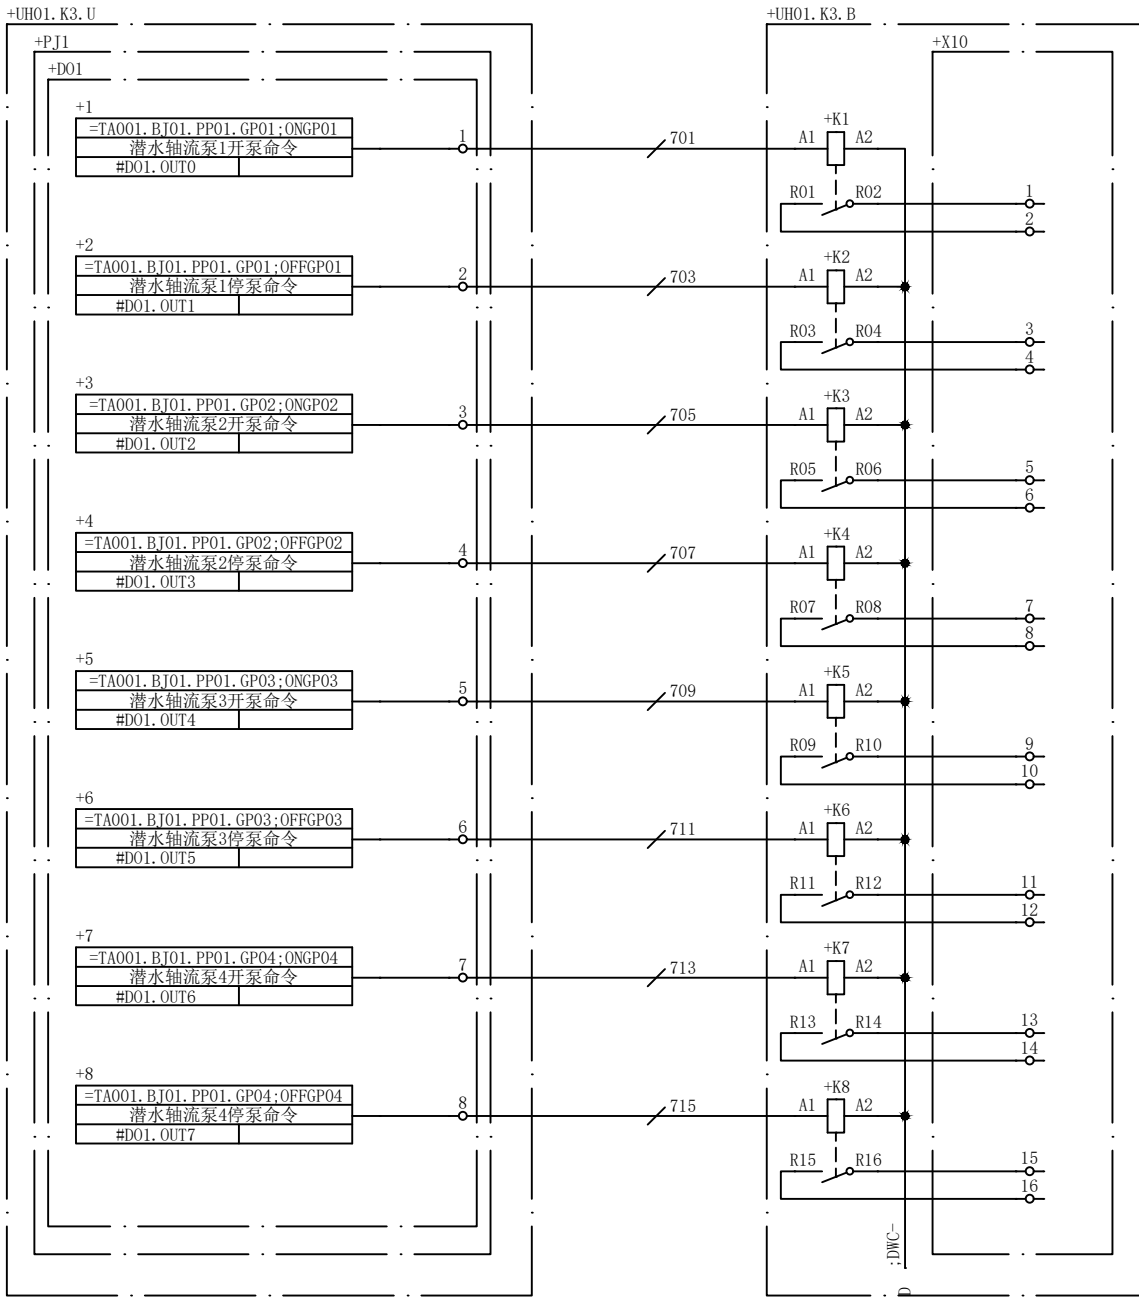 +UH01.K3.U
+UH01.K3.B
+PJ1
+X10
+DO1
+1
=TA001.BJ01.PP01.GP01;ONGP01
潜水轴流泵1开泵命令
#DO1.OUT0
1
701
+K1
A1
A2
R01
R02
1
2
+2
=TA001.BJ01.PP01.GP01;OFFGP01
潜水轴流泵1停泵命令
#DO1.OUT1
2
703
+K2
A1
A2
R03
R04
3
4
+3
=TA001.BJ01.PP01.GP02;ONGP02
潜水轴流泵2开泵命令
#DO1.OUT2
3
705
+K3
A1
A2
R05
R06
5
6
+4
=TA001.BJ01.PP01.GP02;OFFGP02
潜水轴流泵2停泵命令
#DO1.OUT3
4
707
+K4
A1
A2
R07
R08
7
8
+5
=TA001.BJ01.PP01.GP03;ONGP03
潜水轴流泵3开泵命令
#DO1.OUT4
5
709
+K5
A1
A2
R09
R10
9
10
+6
=TA001.BJ01.PP01.GP03;OFFGP03
潜水轴流泵3停泵命令
#DO1.OUT5
6
711
+K6
A1
A2
R11
R12
11
12
+7
=TA001.BJ01.PP01.GP04;ONGP04
潜水轴流泵4开泵命令
#DO1.OUT6
7
713
+K7
A1
A2
R13
R14
13
14
+8
=TA001.BJ01.PP01.GP04;OFFGP04
潜水轴流泵4停泵命令
#DO1.OUT7
8
715
+K8
A1
A2
R15
R16
15
16
:DWC-